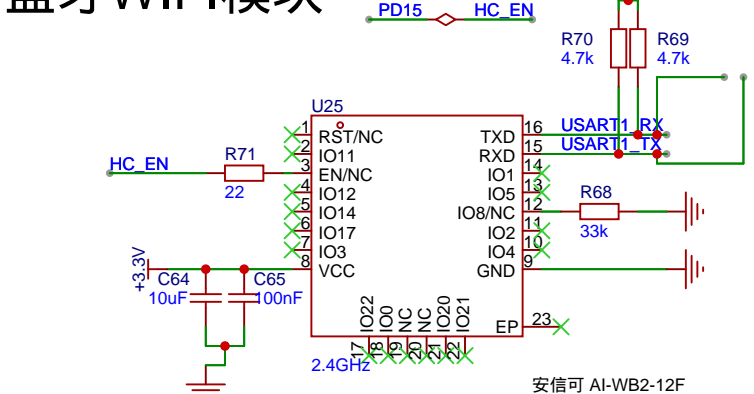 蓝牙WIFI模块
PD15 HC_EN
R70 R69
4.7k 4.7k
U25
1 RST/NC TXD 16 USART1_RX
2 IO11 RXD 15 USART1_TX
HC_EN R71 3 EN/NC IO1 14
22 4 IO12 IO5 13 R68
5 IO14 IO8/NC 12
6 IO17 IO2 11 33k
7 IO3 IO4 10
+3.3V 8 VCC GND 9
C64 C65
10uF 100nF
IO22 IO0 NC NC IO20 IO21
EP 23
17 18 19 20 21 22
2.4GHz
安信可 AI-WB2-12F